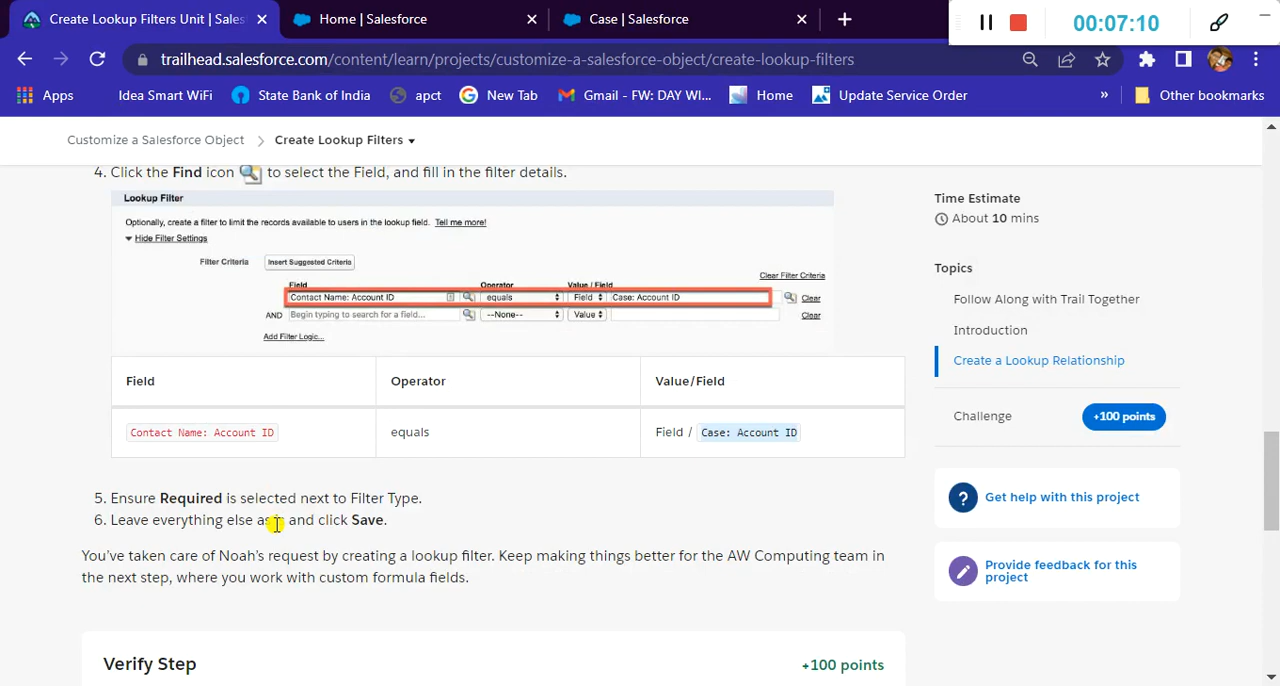 Create Lookup Filters Unit | Sales
Home | Salesforce
Case | Salesforce
00:07:10
trailhead.salesforce.com/content/learn/projects/customize-a-salesforce-object/create-lookup-filters
Apps
Idea Smart WiFi
State Bank of India
apct
New Tab
Gmail - FW: DAY WI...
Home
Update Service Order
»
Other bookmarks
Customize a Salesforce Object > Create Lookup Filters
4. Click the Find icon to select the Field, and fill in the filter details.
Lookup Filter
Optionally, create a filter to limit the records available to users in the lookup field. Tell me more!
Hide Filter Settings
Filter Criteria Insert Suggested Criteria
Clear Filter Criteria
Field Operator Value / Field
Contact Name: Account ID equals Field Case: Account ID Clear
AND Begin typing to search for a field... --None-- Value Clear
Add Filter Logic...
Field Operator Value/Field
Contact Name: Account ID equals Field / Case: Account ID
5. Ensure Required is selected next to Filter Type.
6. Leave everything else as is and click Save.
You've taken care of Noah's request by creating a lookup filter. Keep making things better for the AW Computing team in
the next step, where you work with custom formula fields.
Verify Step +100 points
Time Estimate
About 10 mins
Topics
Follow Along with Trail Together
Introduction
Create a Lookup Relationship
Challenge +100 points
Get help with this project
Provide feedback for this
project